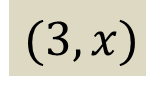 (3, x)